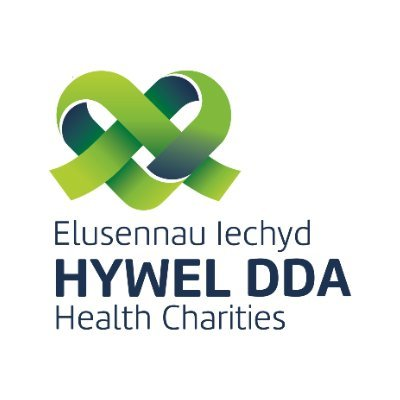 Elusennau Iechyd
HYWEL DDA
Health Charities